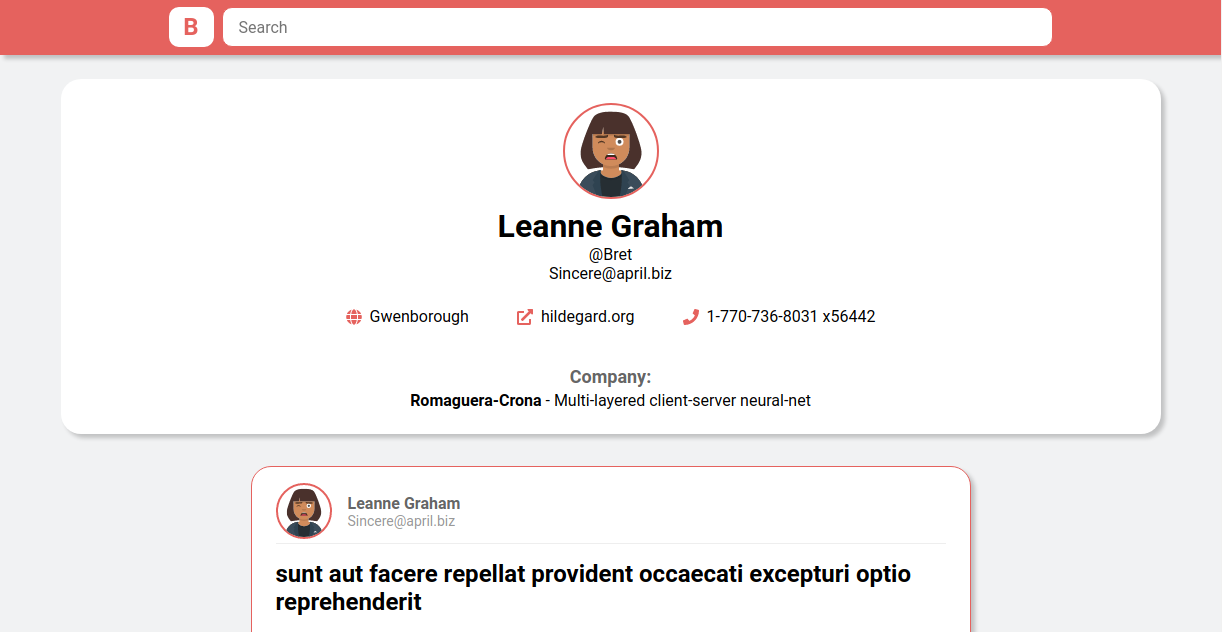 B
Search
Leanne Graham
@Bret
Sincere@april.biz
Gwenborough
hildegard.org
1-770-736-8031 x56442
Company:
Romaguera-Crona - Multi-layered client-server neural-net
Leanne Graham
Sincere@april.biz
sunt aut facere repellat provident occaecati excepturi optio
reprehenderit